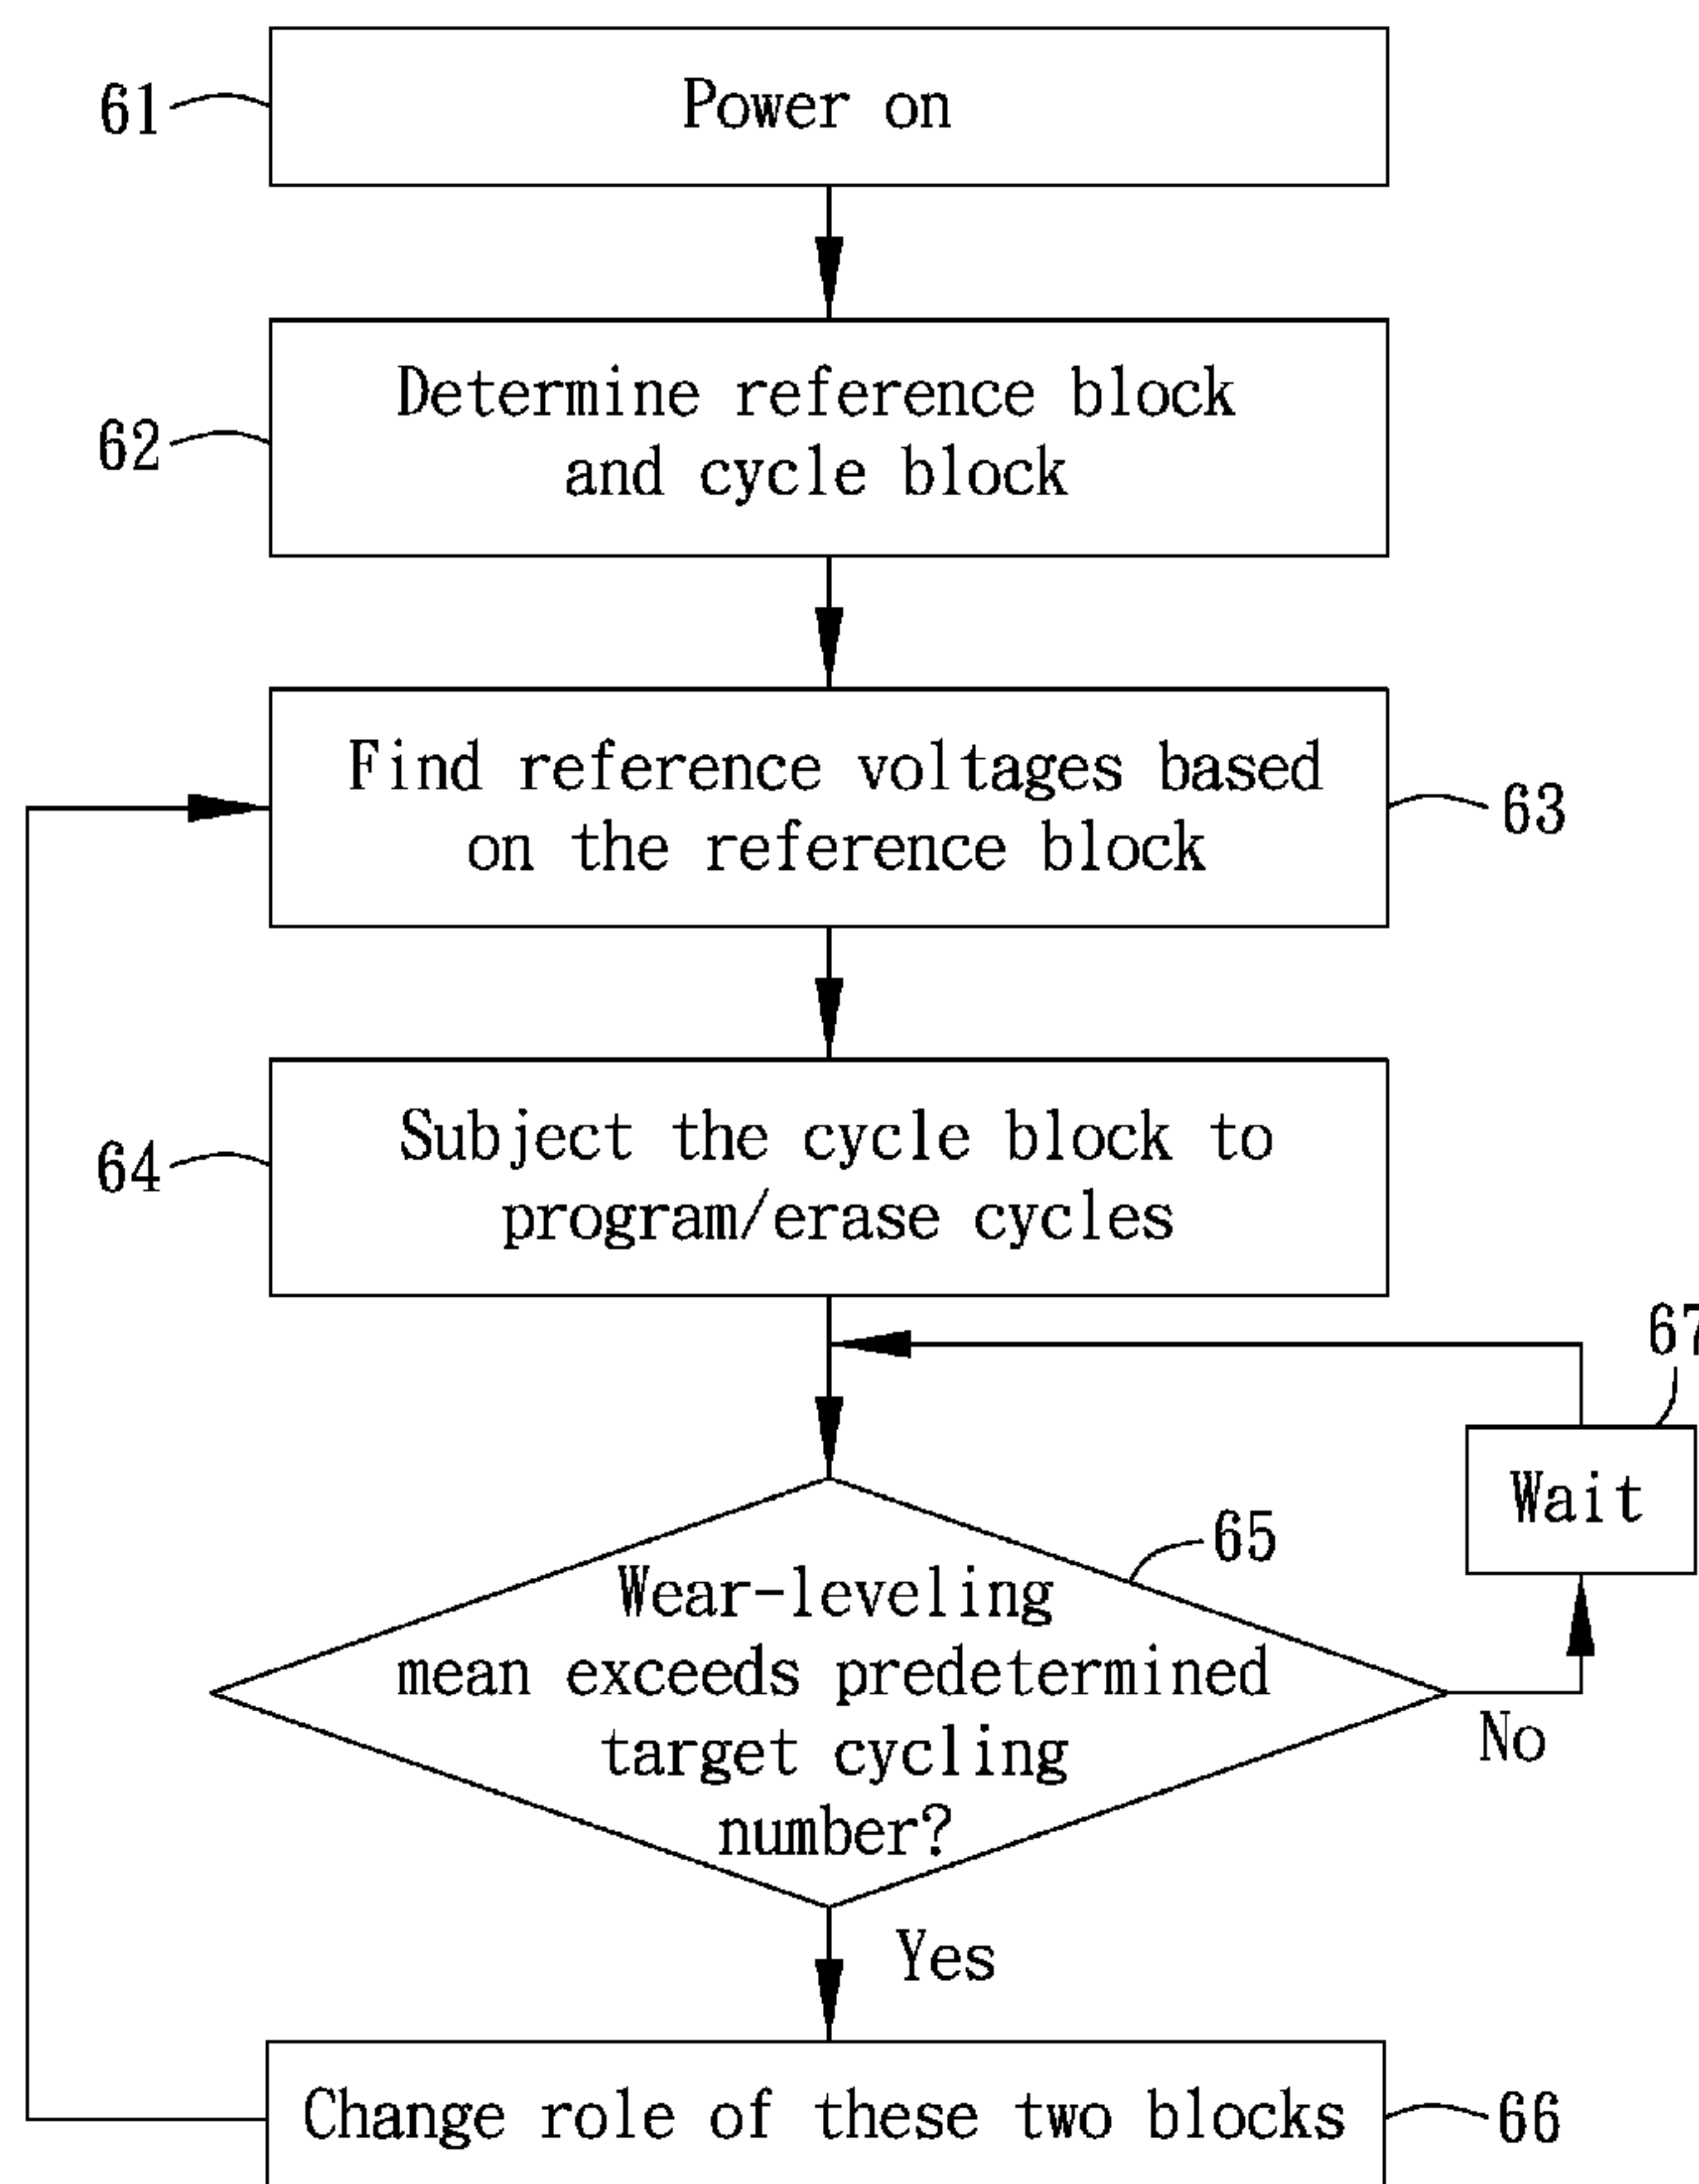 61
Power on
62
Determine reference block
and cycle block
Find reference voltages based
on the reference block
63
64
Subject the cycle block to
program/erase cycles
67
Wait
65
Wear-leveling
mean exceeds predetermined
target cycling
number?
No
Yes
Change role of these two blocks
66